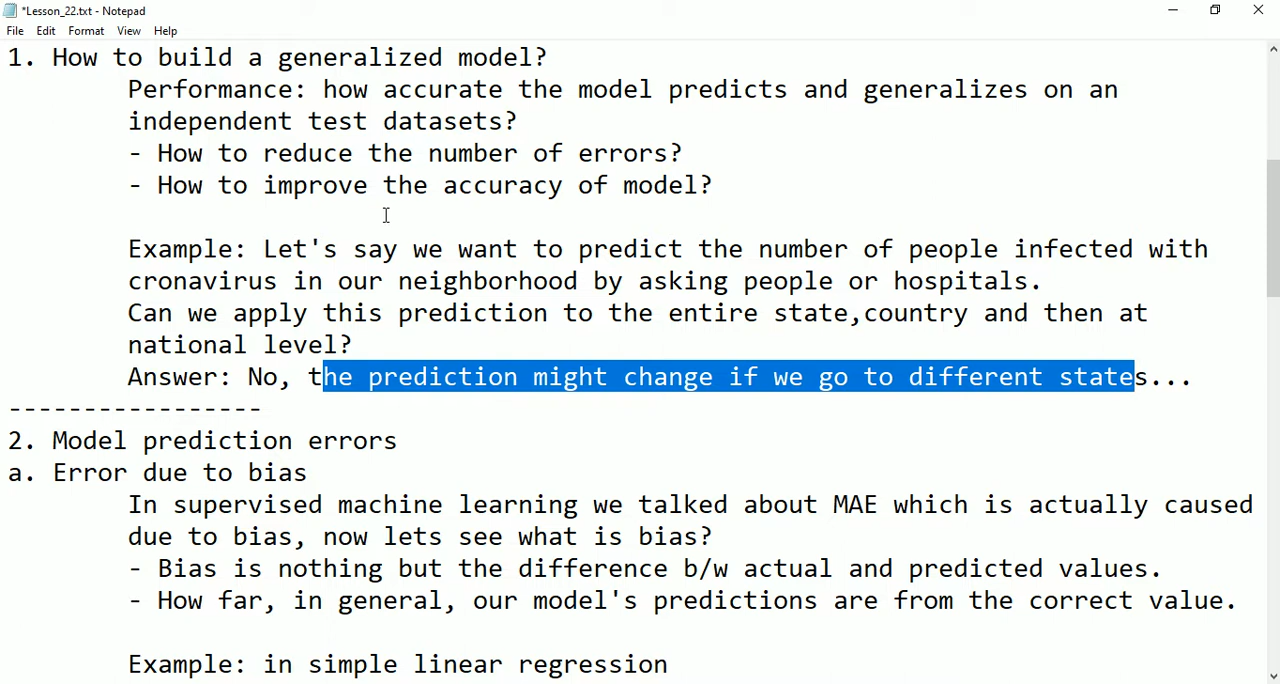 *Lesson_22.txt - Notepad
File Edit Format View Help
1. How to build a generalized model?
Performance: how accurate the model predicts and generalizes on an
independent test datasets?
- How to reduce the number of errors?
- How to improve the accuracy of model?
Example: Let's say we want to predict the number of people infected with
cronavirus in our neighborhood by asking people or hospitals.
Can we apply this prediction to the entire state,country and then at
national level?
Answer: No, the prediction might change if we go to different states...
-----------------
2. Model prediction errors
a. Error due to bias
In supervised machine learning we talked about MAE which is actually caused
due to bias, now lets see what is bias?
- Bias is nothing but the difference b/w actual and predicted values.
- How far, in general, our model's predictions are from the correct value.
Example: in simple linear regression